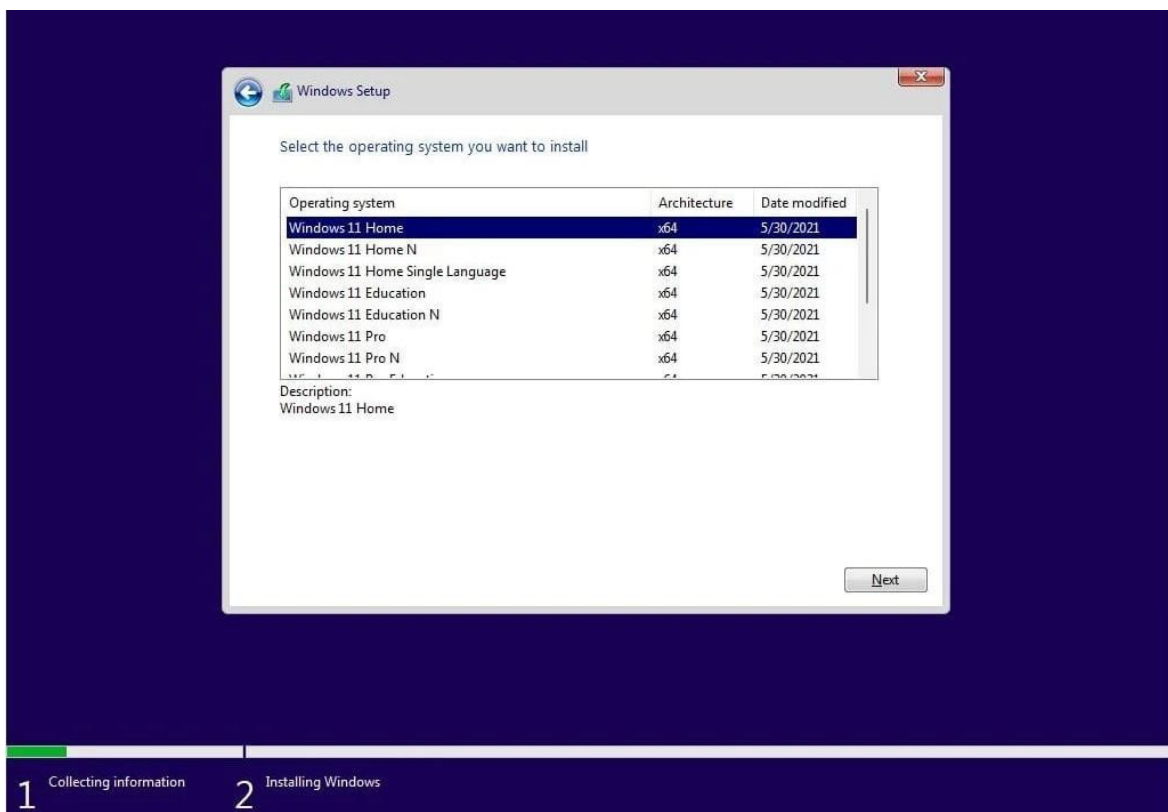 Windows Setup
Select the operating system you want to install
Operating system Architecture Date modified
Windows 11 Home x64 5/30/2021
Windows 11 Home N x64 5/30/2021
Windows 11 Home Single Language x64 5/30/2021
Windows 11 Education x64 5/30/2021
Windows 11 Education N x64 5/30/2021
Windows 11 Pro x64 5/30/2021
Windows 11 Pro N x64 5/30/2021
Description:
Windows 11 Home
Next
1 Collecting information 2 Installing Windows